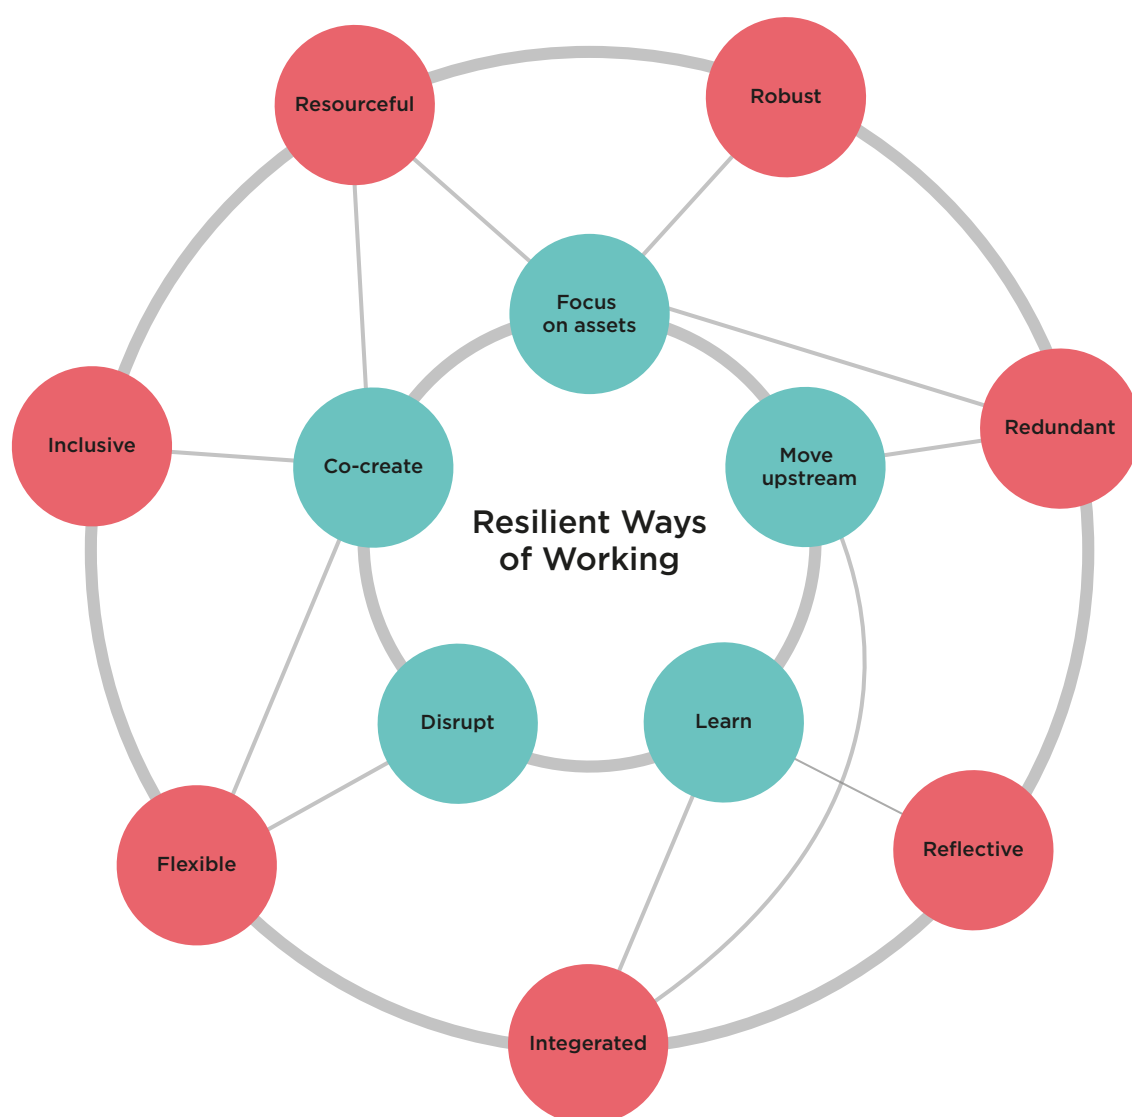 Resourceful
Robust
Focus
on assets
Inclusive
Co-create
Move
upstream
Redundant
Resilient Ways
of Working
Disrupt
Learn
Flexible
Reflective
Integerated